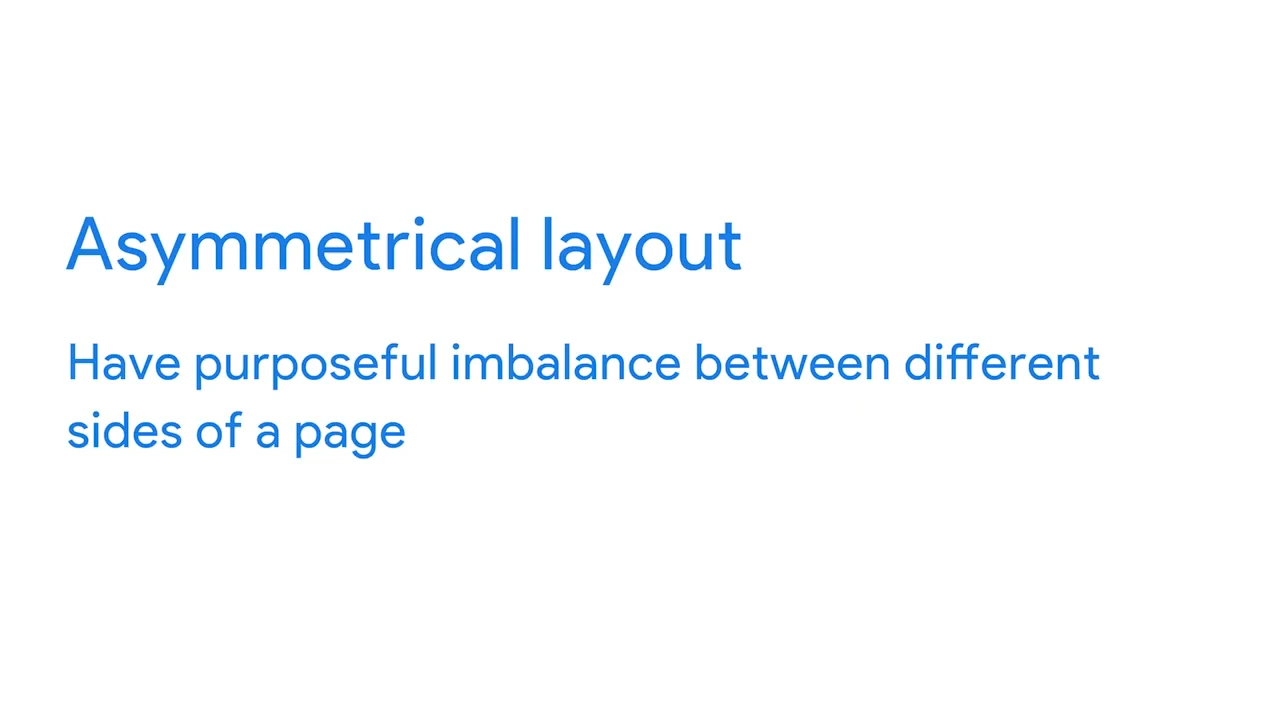 Asymmetrical layout
Have purposeful imbalance between different
sides of a page